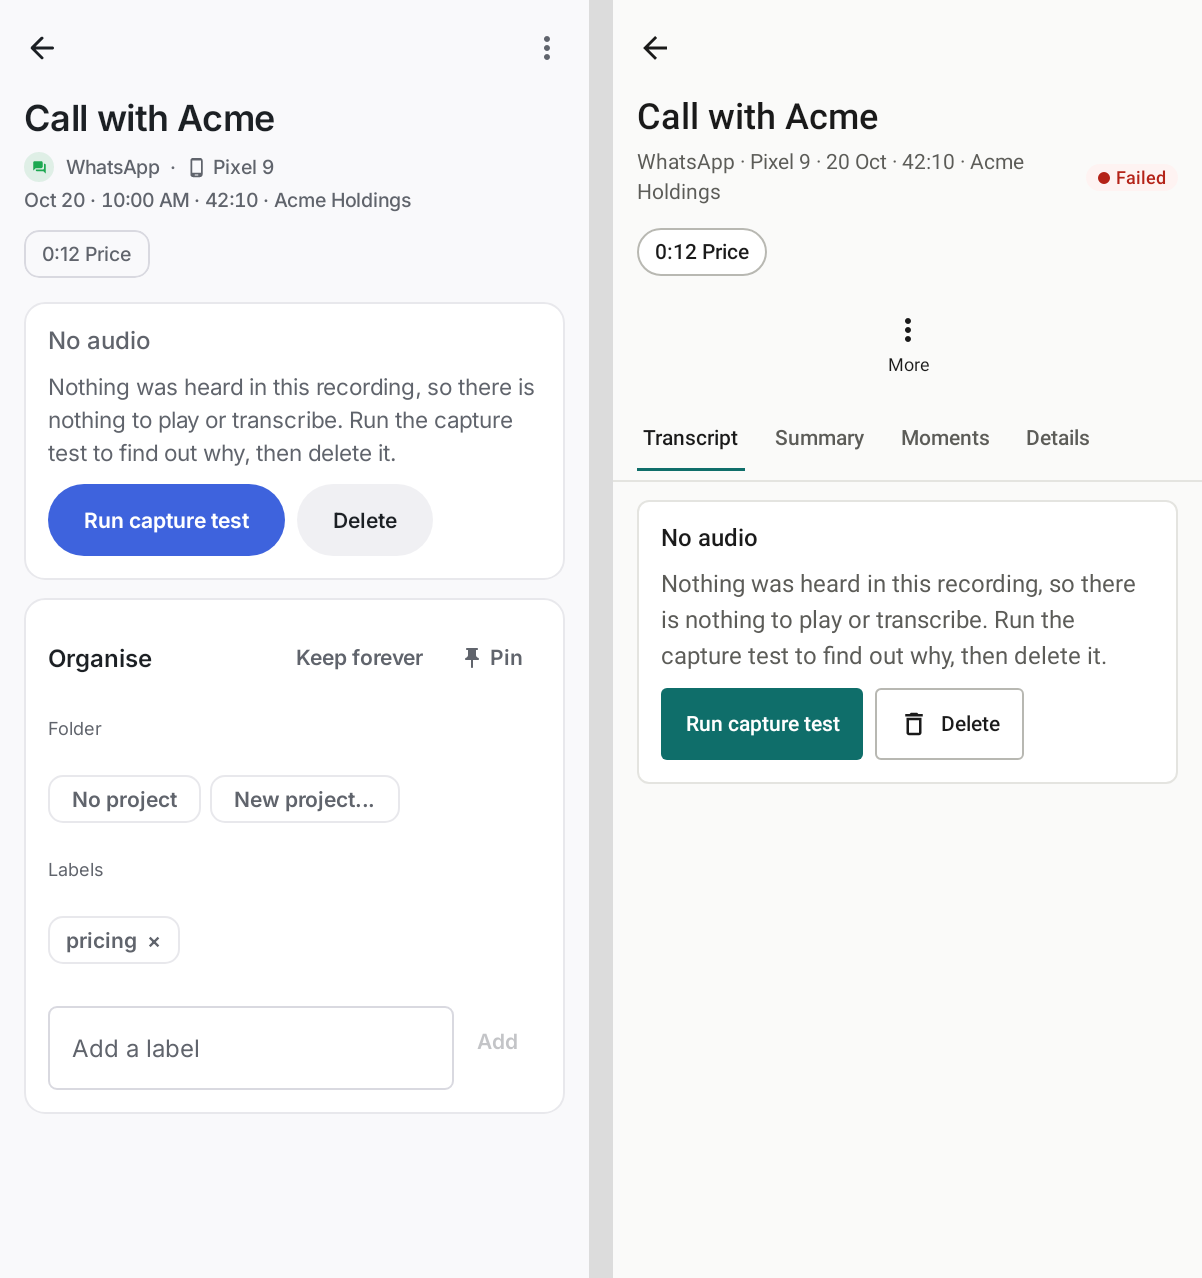 Call with Acme
WhatsApp · Pixel 9
Oct 20 · 10:00 AM · 42:10 · Acme Holdings
0:12 Price
No audio
Nothing was heard in this recording, so there is
nothing to play or transcribe. Run the capture
test to find out why, then delete it.
Run capture test
Delete
Organise
Keep forever
Pin
Folder
No project
New project...
Labels
pricing ×
Add a label
Add
Call with Acme
WhatsApp · Pixel 9 · 20 Oct · 42:10 · Acme
Holdings
Failed
0:12 Price
More
Transcript
Summary
Moments
Details
No audio
Nothing was heard in this recording, so there
is nothing to play or transcribe. Run the
capture test to find out why, then delete it.
Run capture test
Delete